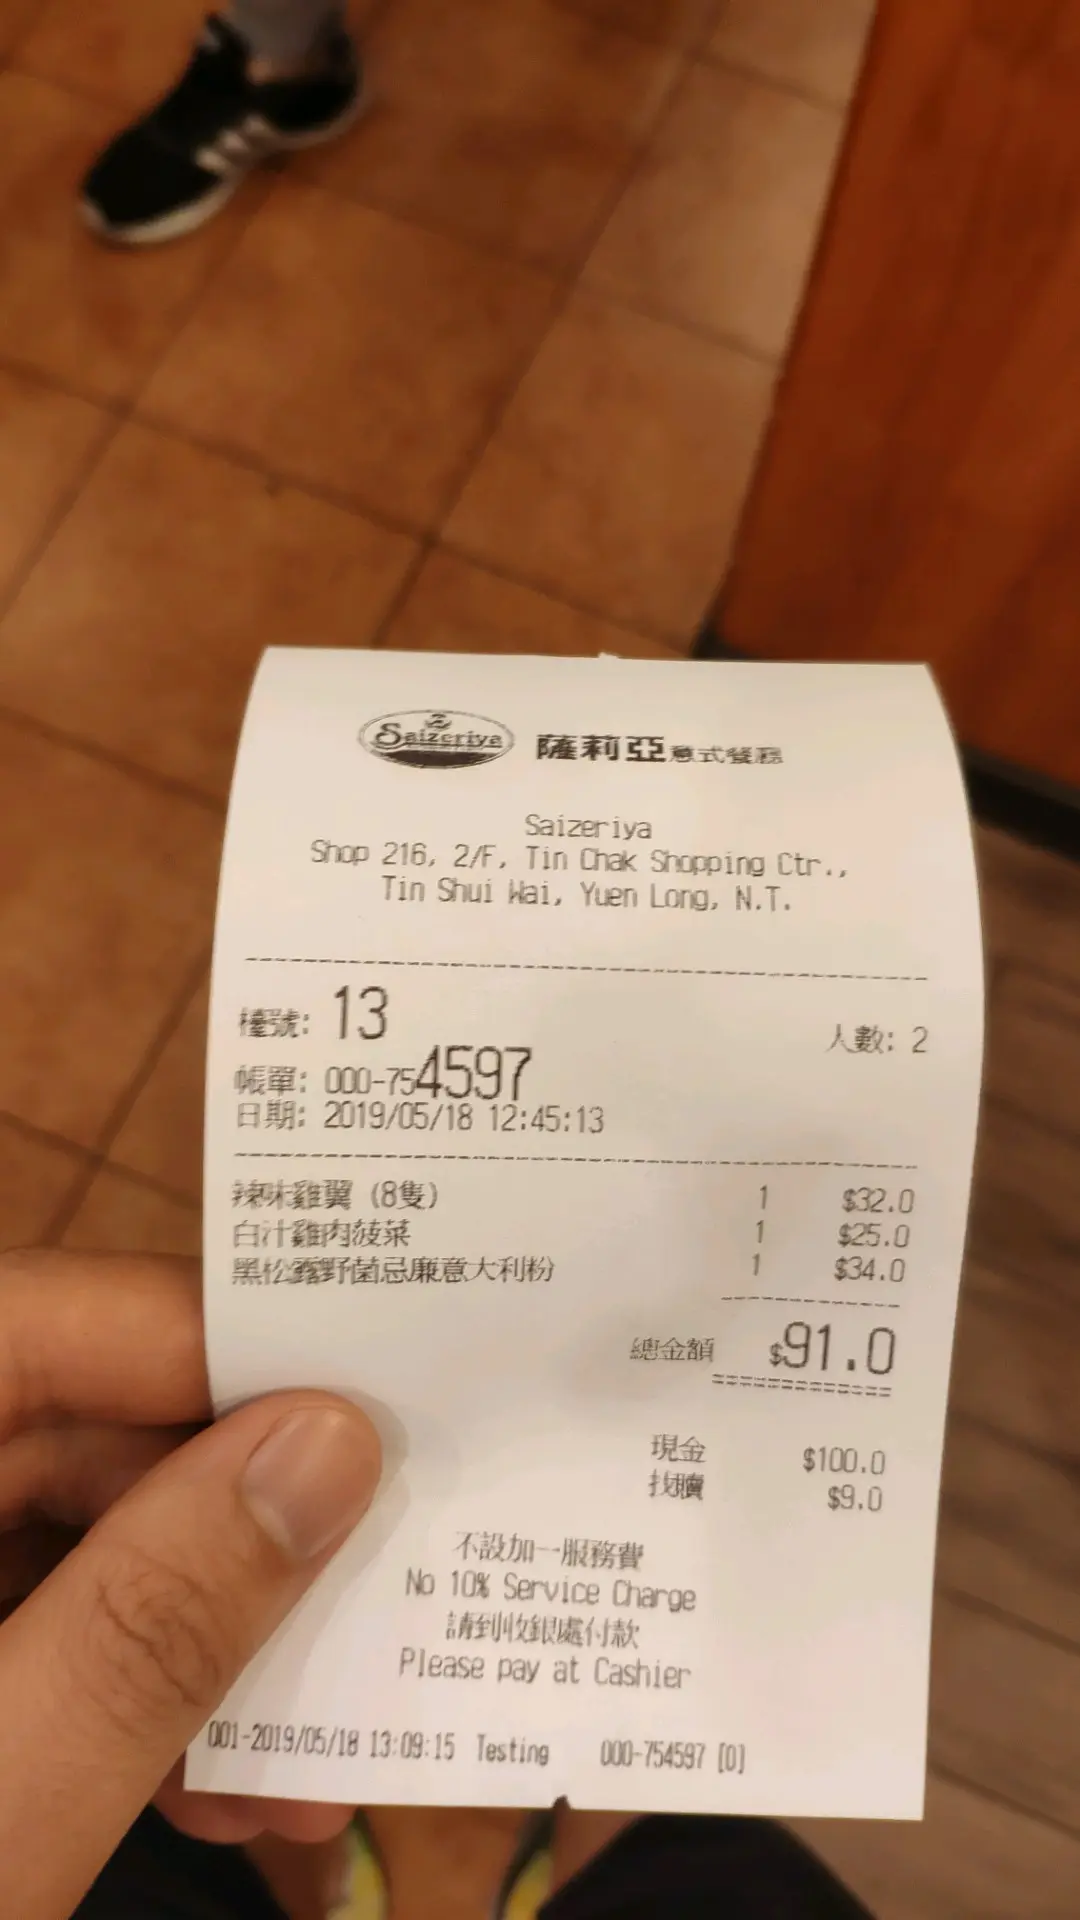 Saizeriya 薩莉亞意式餐廳
Saizeriya
Shop 216, 2/F, Tin Chak Shopping Ctr.,
Tin Shui Wai, Yuen Long, N.T.
檯號: 13 人數: 2
帳單: 000-754597
日期: 2019/05/18 12:45:13
辣味雞翼 (8隻) 1 $32.0
白汁雞肉菠菜 1 $25.0
黑松露野菌忌廉意大利粉 1 $34.0
總金額 $91.0
現金 $100.0
找贖 $9.0
不設加一服務費
No 10% Service Charge
請到收銀處付款
Please pay at Cashier
001-2019/05/18 13:09:15 Testing 000-754597 [0]